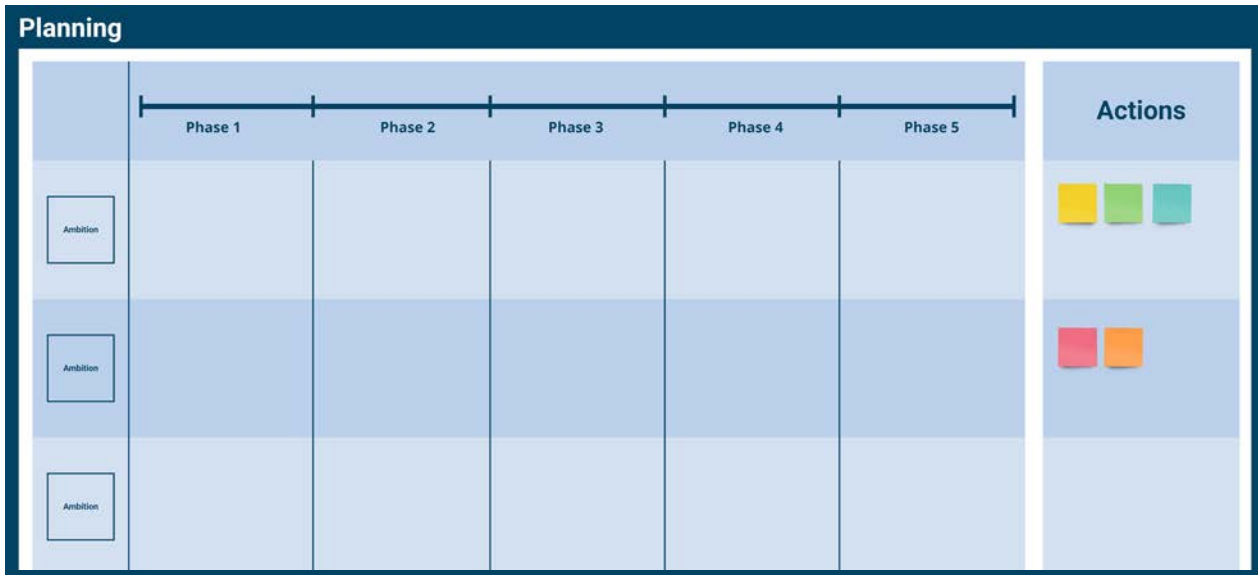 Planning
Phase 1 Phase 2 Phase 3 Phase 4 Phase 5
Actions
Ambition
Ambition
Ambition